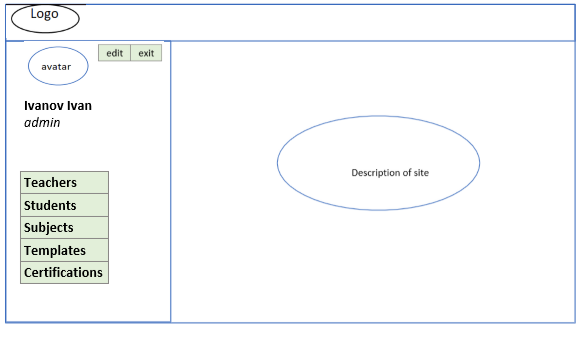 Logo
edit exit
avatar
Ivanov Ivan
admin
Description of site
Teachers
Students
Subjects
Templates
Certifications